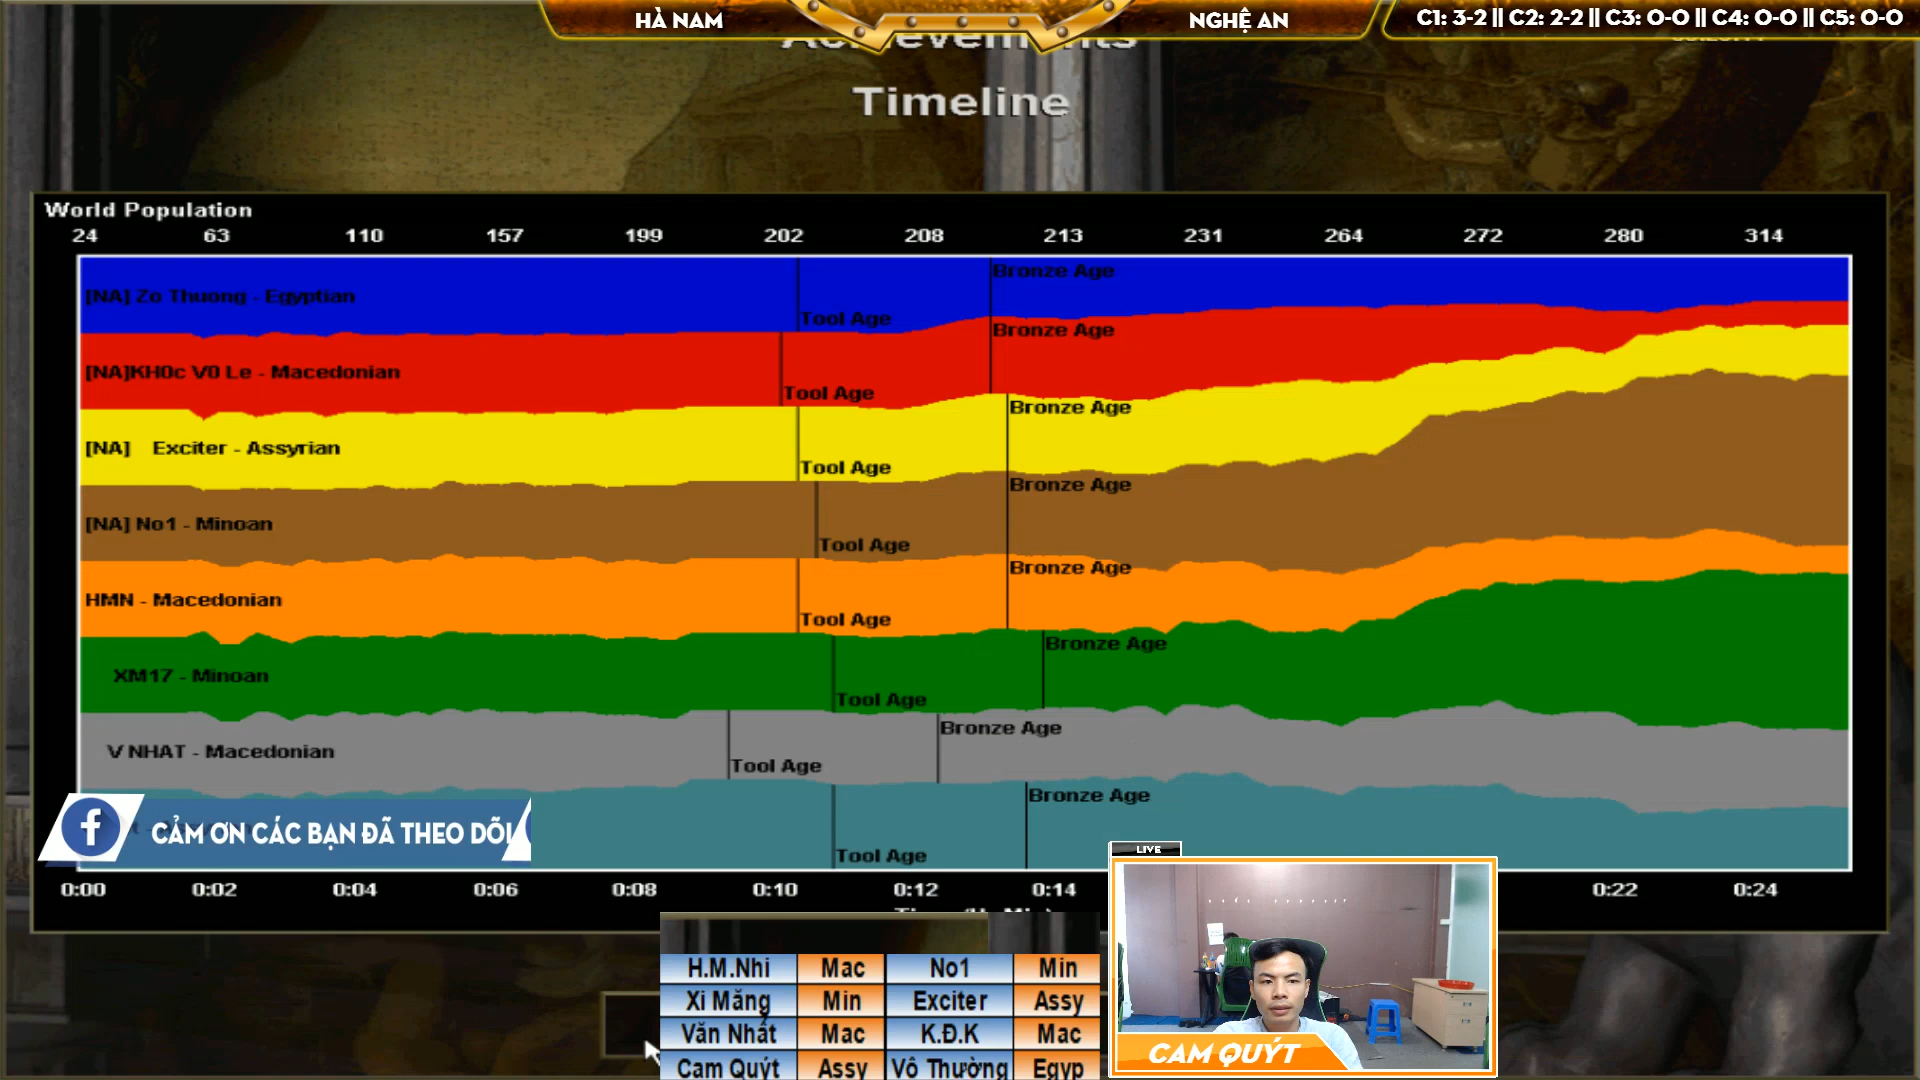 HÀ NAM
NGHỆ AN
C1: 3-2 || C2: 2-2 || C3: 0-0 || C4: 0-0 || C5: 0-0
Achievements
Timeline
World Population
24 63 110 157 199 202 208 213 231 264 272 280 314
Bronze Age
[NA] Zo Thuong - Egyptian
Tool Age
Bronze Age
[NA]KH0c V0 Le - Macedonian
Tool Age
Bronze Age
[NA] Exciter - Assyrian
Tool Age
Bronze Age
[NA] No1 - Minoan
Tool Age
Bronze Age
HMN - Macedonian
Tool Age
Bronze Age
XM17 - Minoan
Tool Age
Bronze Age
V NHAT - Macedonian
Tool Age
Bronze Age
CẢM ƠN CÁC BẠN ĐÃ THEO DÕI
Tool Age
0:00 0:02 0:04 0:06 0:08 0:10 0:12 0:14 0:22 0:24
LIVE
H.M.Nhi Mac No1 Min
Xi Măng Min Exciter Assy
Văn Nhất Mac K.Đ.K Mac
Cam Quýt Assy Vô Thường Egyp
CAM QUÝT